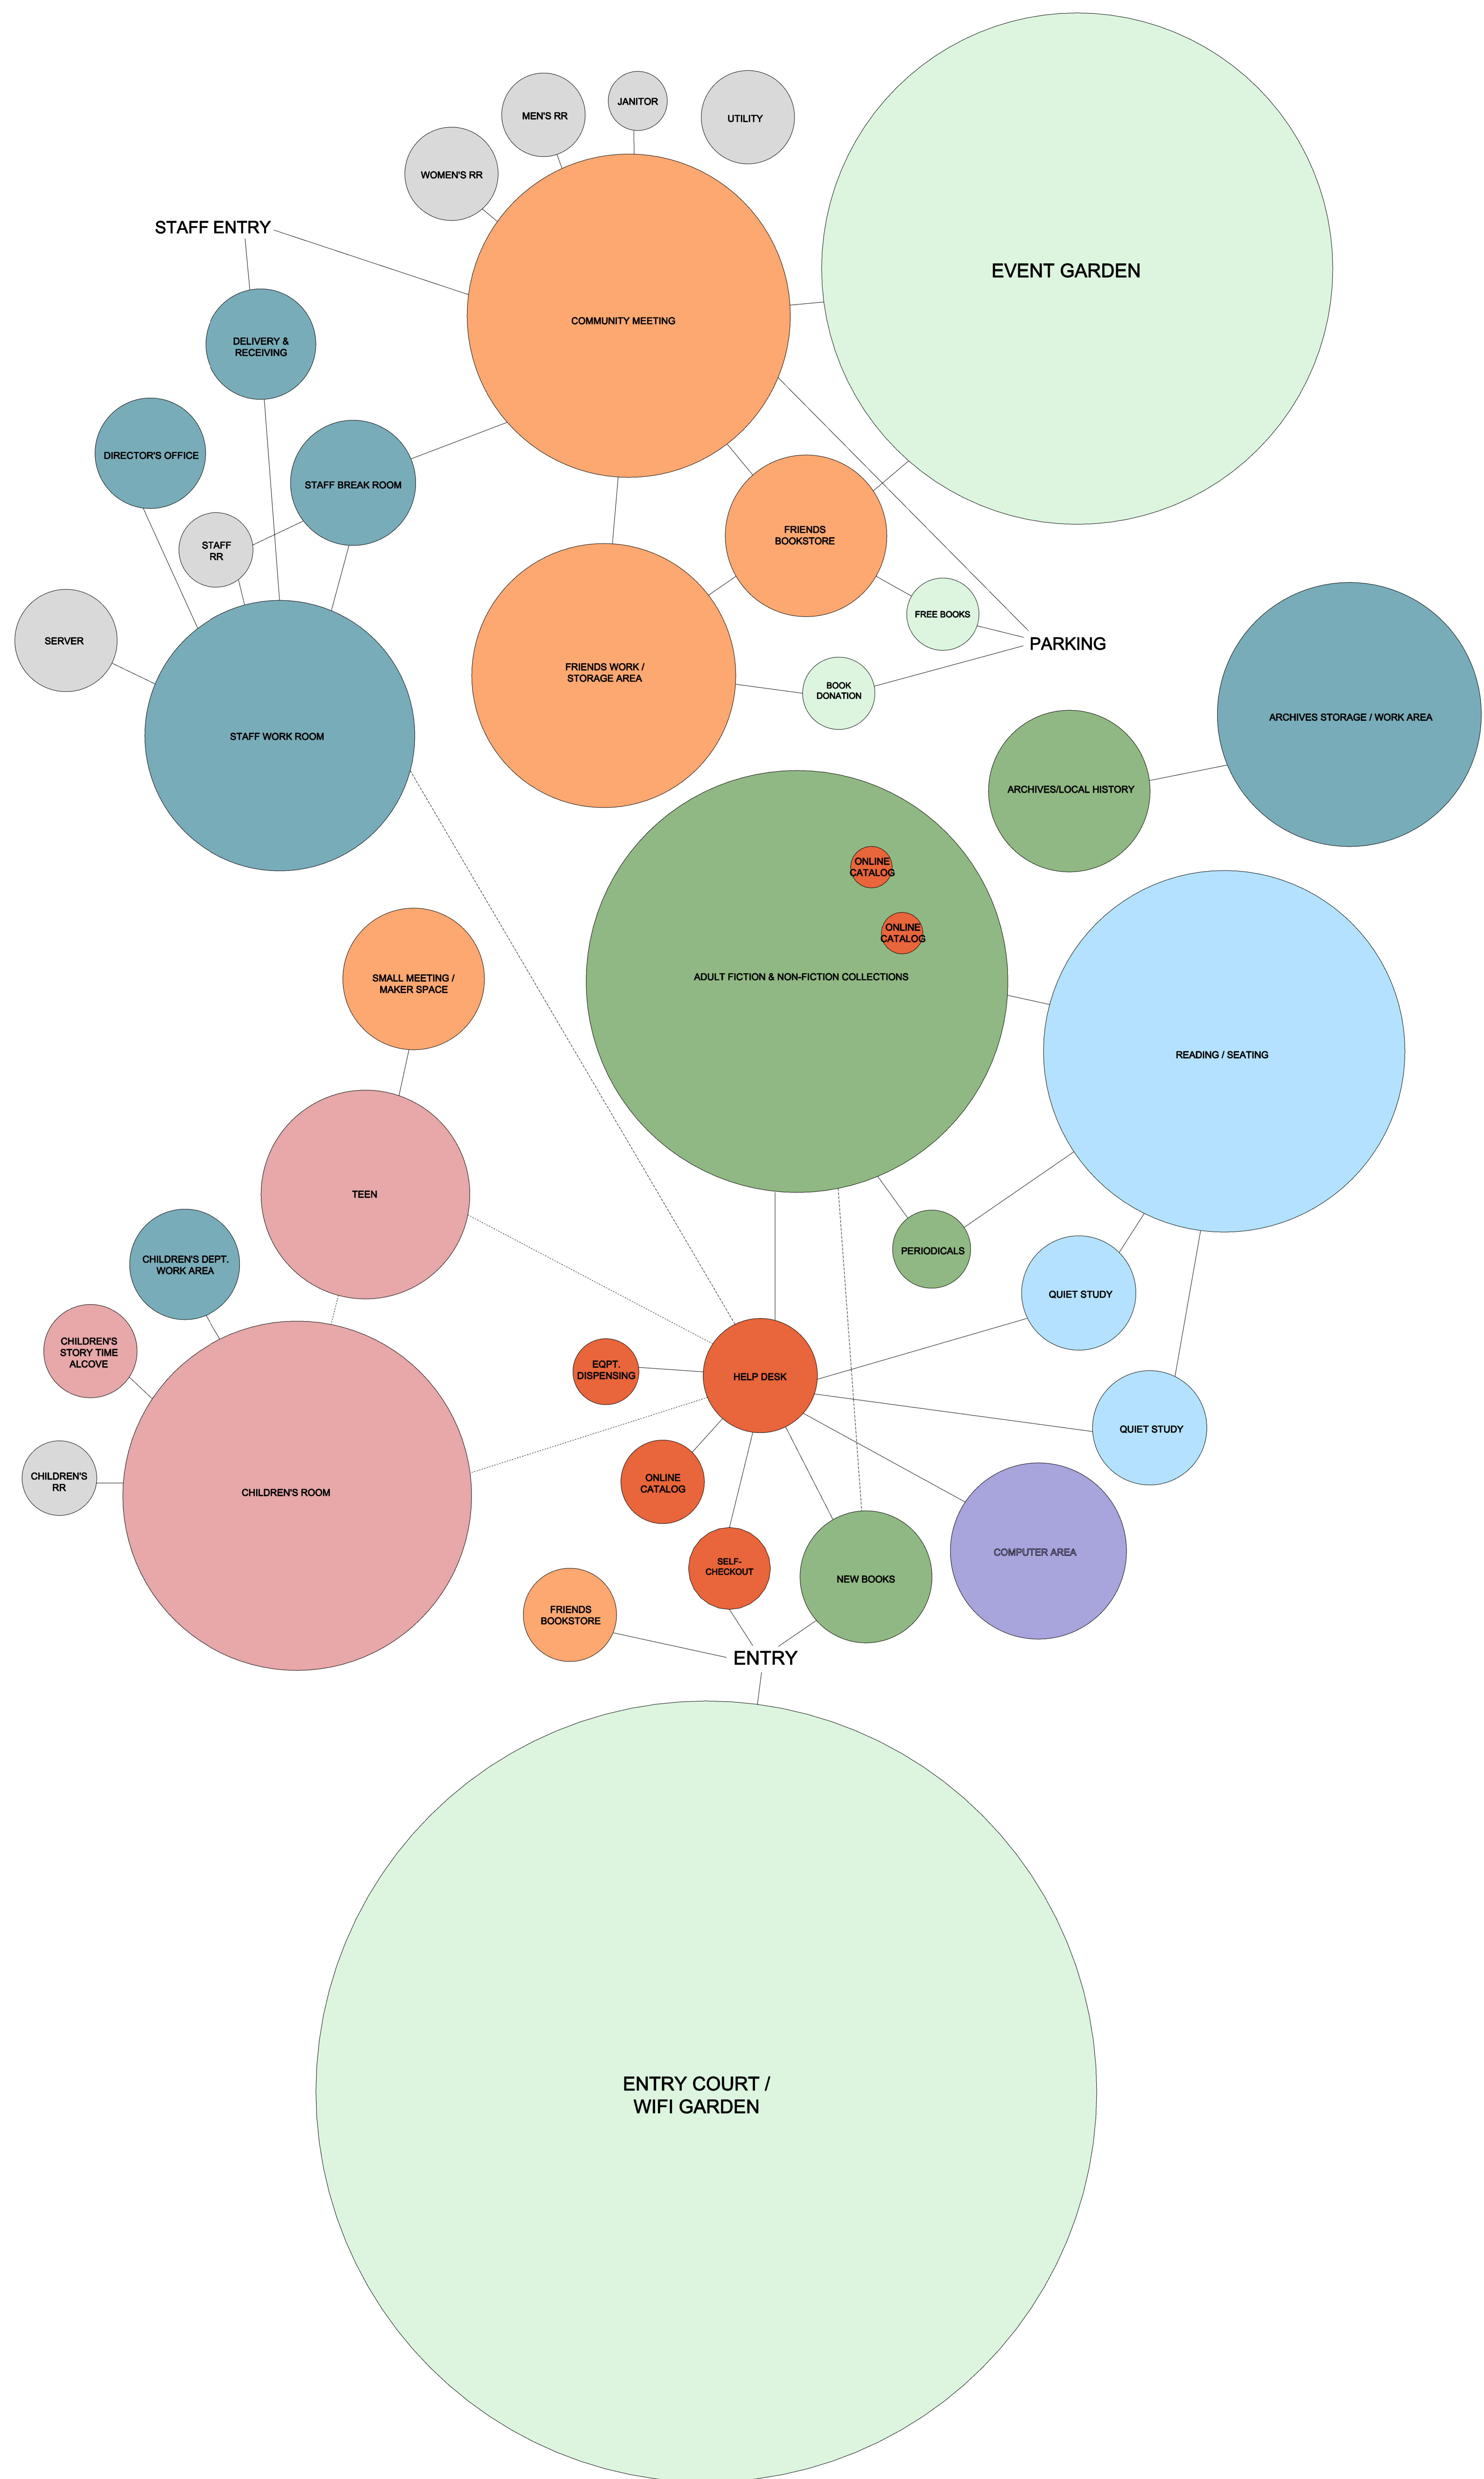 JANITOR
MEN'S RR
UTILITY
WOMEN'S RR
STAFF ENTRY
EVENT GARDEN
COMMUNITY MEETING
DELIVERY &
RECEIVING
DIRECTOR'S OFFICE
STAFF BREAK ROOM
FRIENDS
BOOKSTORE
STAFF
RR
FREE BOOKS
SERVER
PARKING
FRIENDS WORK /
STORAGE AREA
BOOK
DONATION
ARCHIVES STORAGE / WORK AREA
STAFF WORK ROOM
ARCHIVES/LOCAL HISTORY
ONLINE
CATALOG
ONLINE
CATALOG
SMALL MEETING /
MAKER SPACE
ADULT FICTION & NON-FICTION COLLECTIONS
READING / SEATING
TEEN
PERIODICALS
CHILDREN'S DEPT.
WORK AREA
QUIET STUDY
CHILDREN'S
STORY TIME
ALCOVE
EQPT.
DISPENSING
HELP DESK
QUIET STUDY
CHILDREN'S
RR
CHILDREN'S ROOM
ONLINE
CATALOG
COMPUTER AREA
SELF-
CHECKOUT
NEW BOOKS
FRIENDS
BOOKSTORE
ENTRY
ENTRY COURT /
WIFI GARDEN